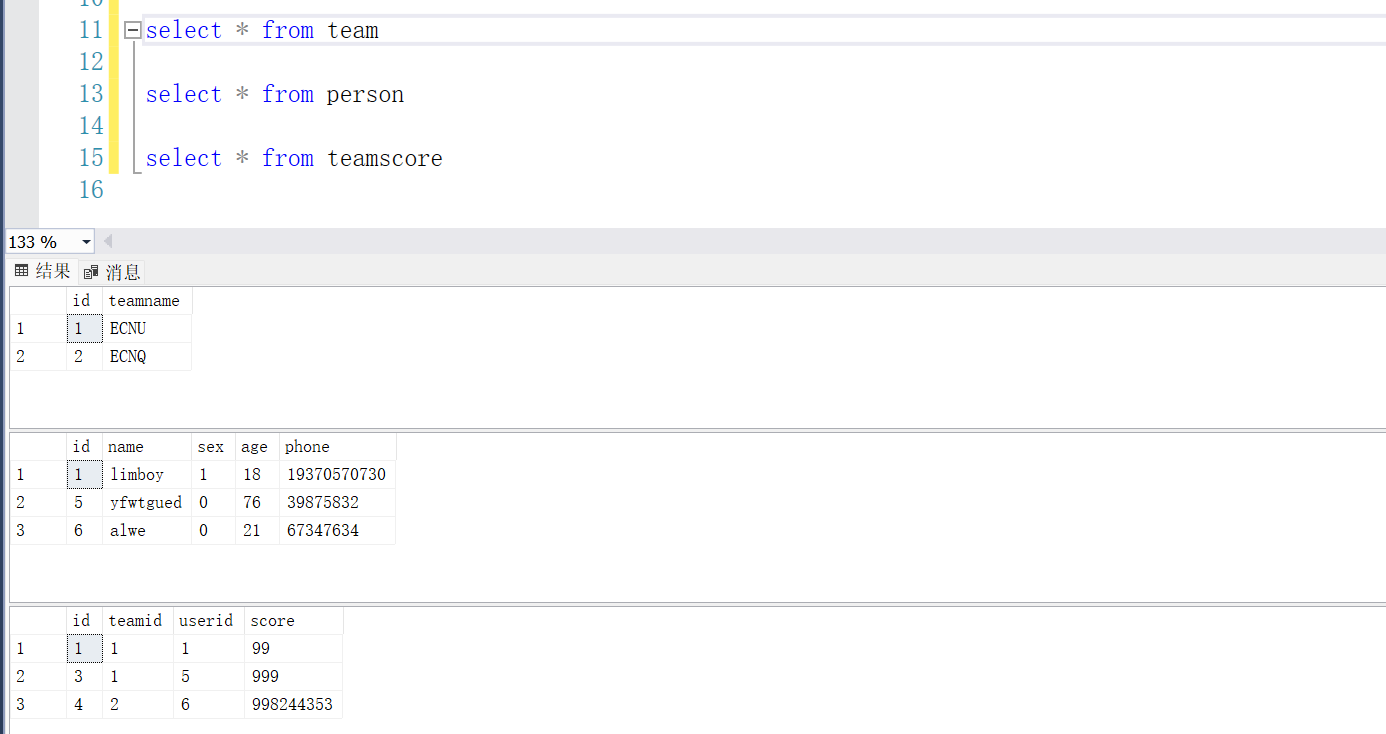 10
11 select * from team
12
13 select * from person
14
15 select * from teamscore
16
133 %
结果 消息
id teamname
1 1 ECNU
2 2 ECNQ
id name sex age phone
1 1 limboy 1 18 19370570730
2 5 yfwtgued 0 76 39875832
3 6 alwe 0 21 67347634
id teamid userid score
1 1 1 1 99
2 3 1 5 999
3 4 2 6 998244353